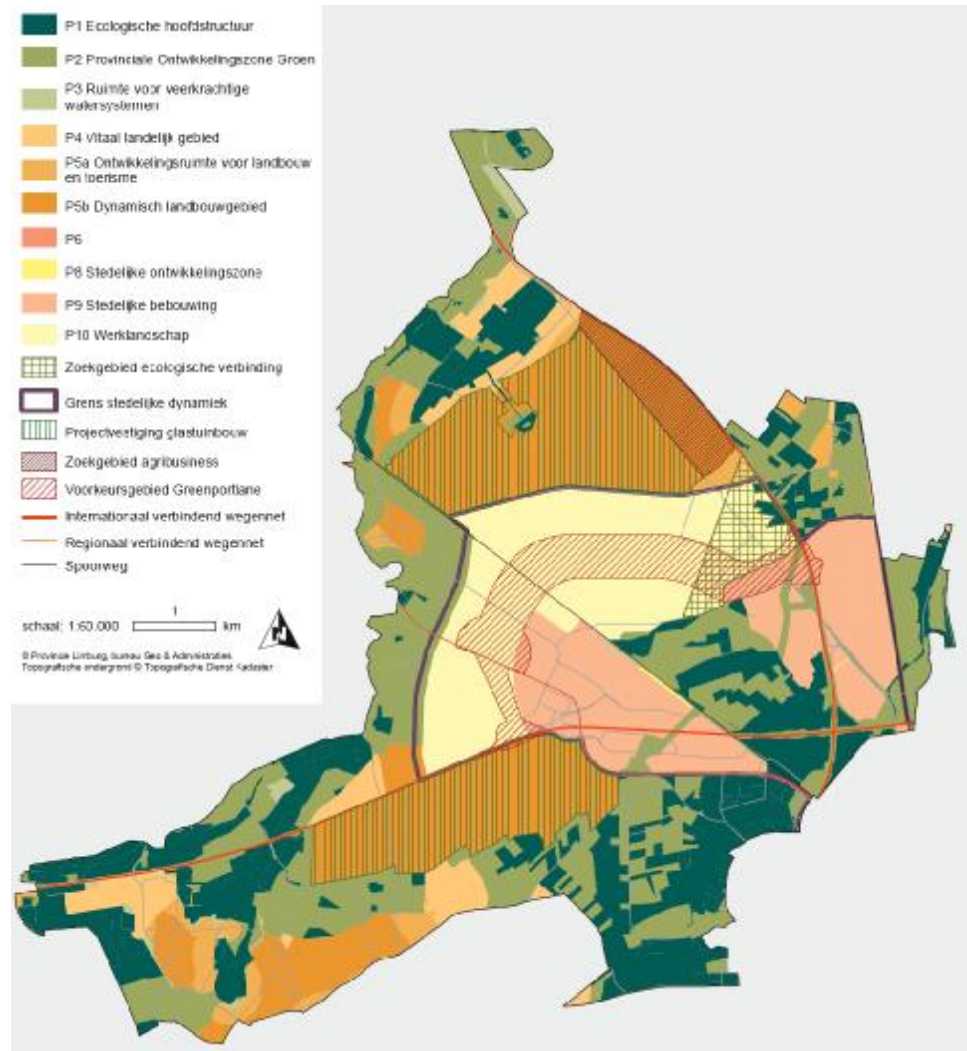 P1 Ecologische hoofdstructuur
P2 Provinciale Ontwikkelingszone Groen
P3 Ruimte voor veerkrachtige
watersystemen
P4 Vitaal landelijk gebied
P5a Ontwikkelingsruimte voor landbouw
en toerisme
P5b Dynamisch landbouwgebied
P6
P8 Stedelijke ontwikkelingszone
P9 Stedelijke bebouwing
P10 Werklandschap
Zoekgebied ecologische verbinding
Grens stedelijke dynamiek
Projectvestiging glastuinbouw
Zoekgebied agribusiness
Voorkeursgebied Greenportlane
Internationaal verbindend wegennet
Regionaal verbindend wegennet
Spoorweg
1
schaal: 1:60.000 km
N
© Provincie Limburg, bureau Geo & Administraties
Topografische ondergrond © Topografische Dienst Kadaster